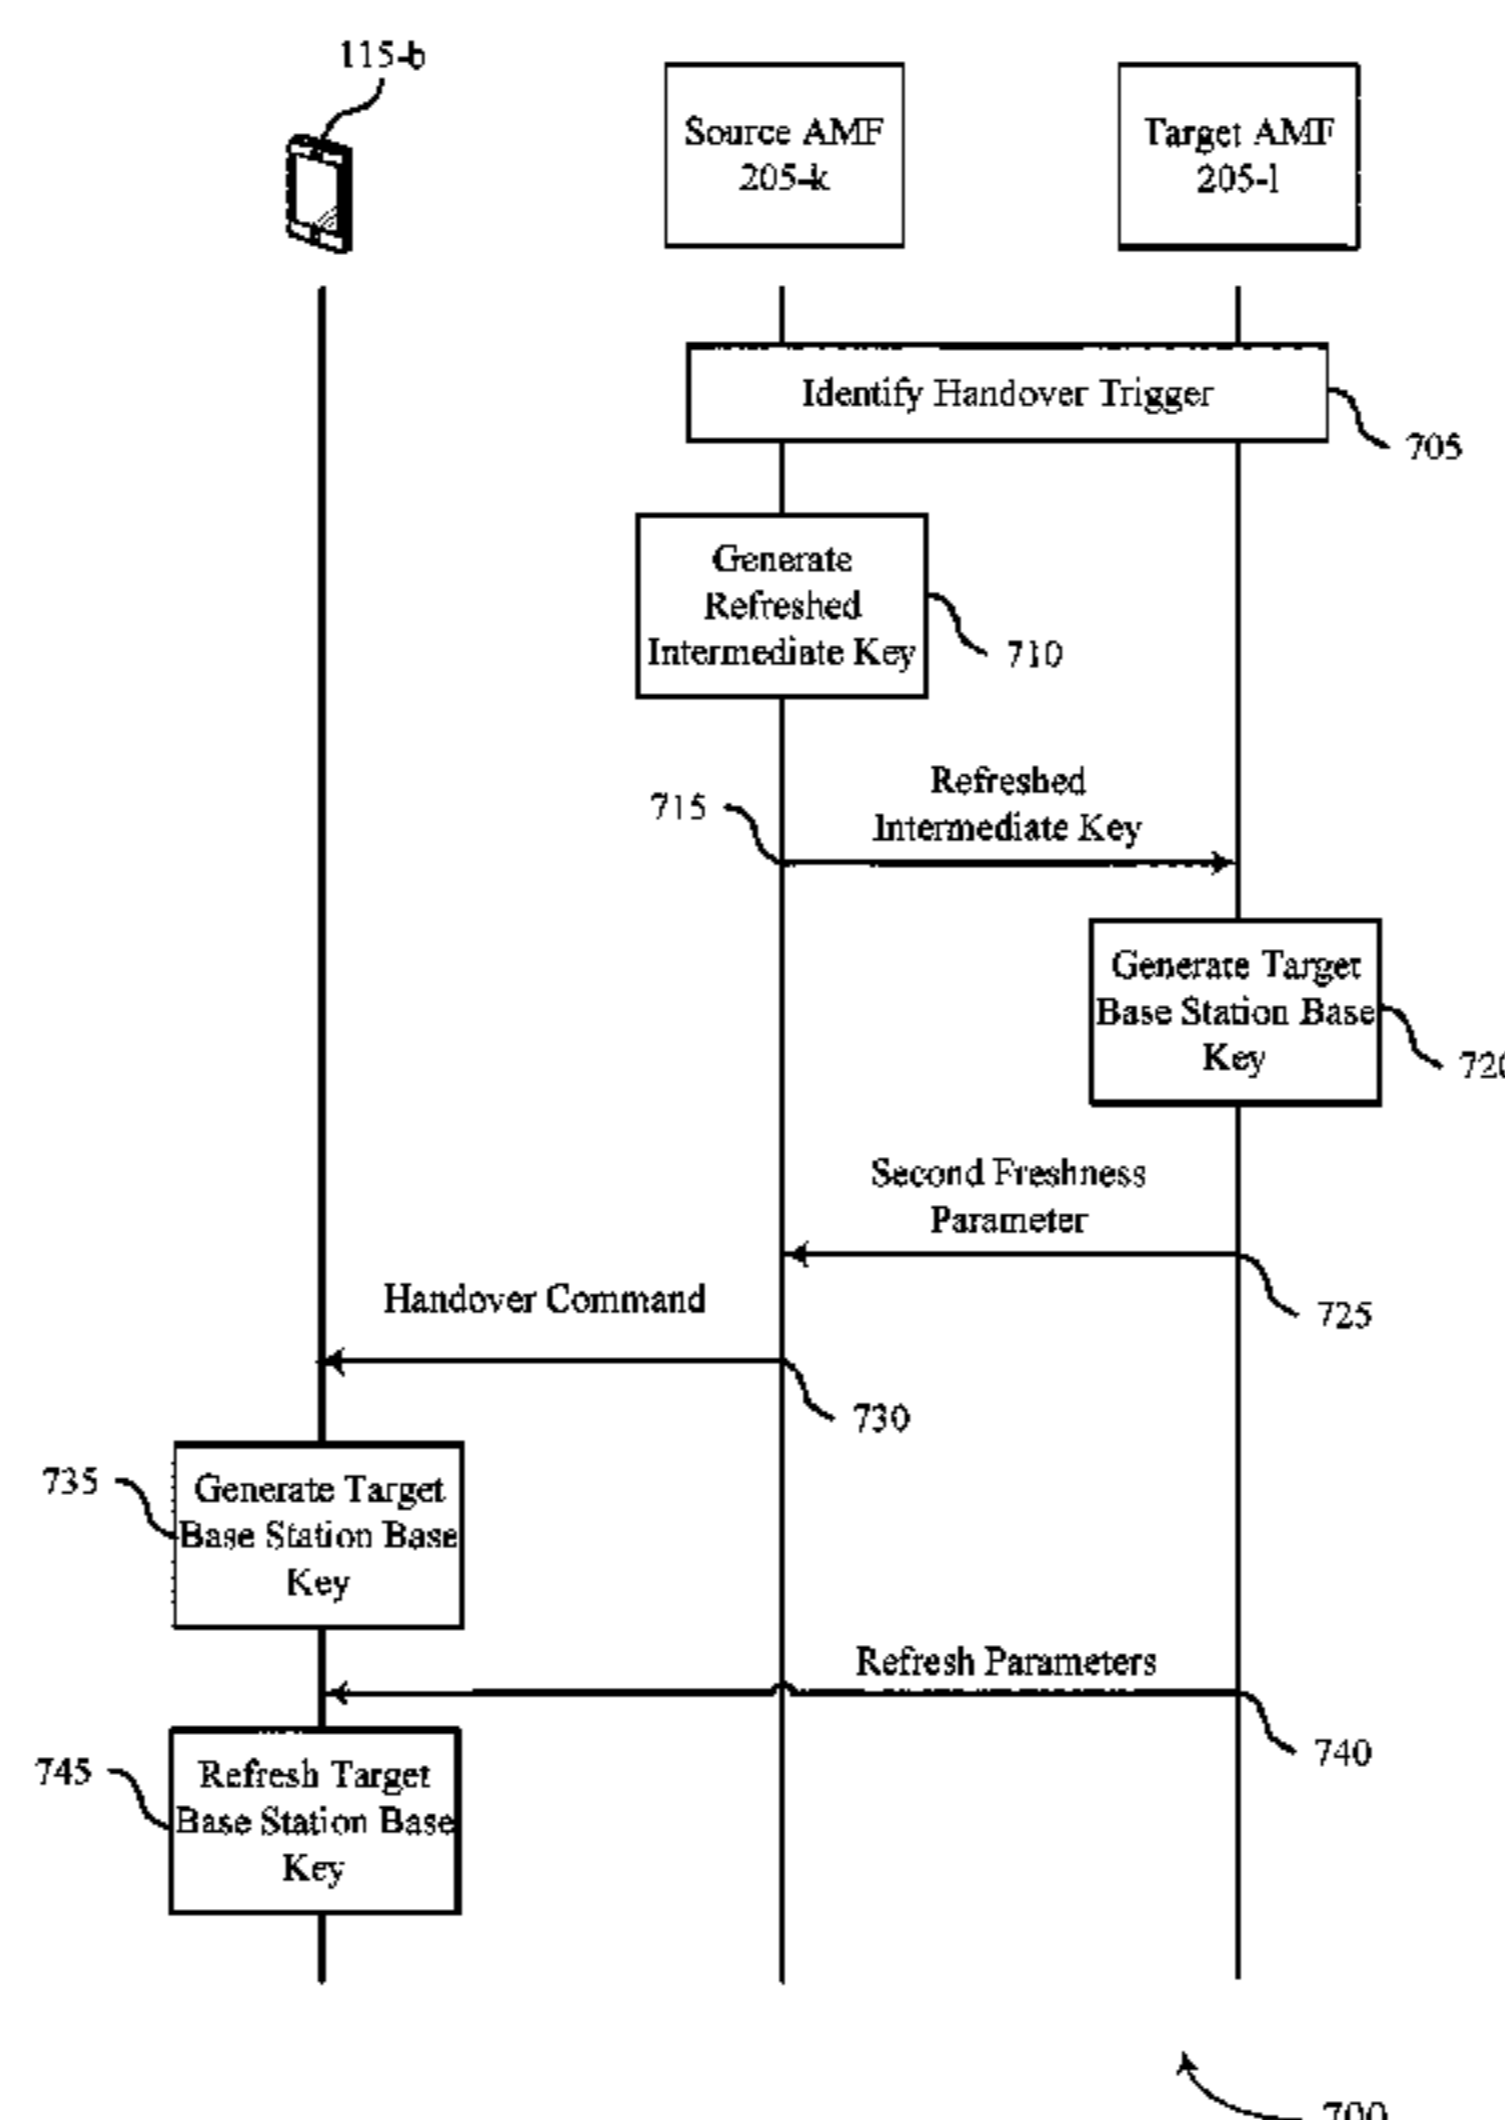 115-b
Source AMF
205-k
Target AMF
205-l
Identify Handover Trigger
705
Generate
Refreshed
Intermediate Key
710
Refreshed
Intermediate Key
715
Generate Target
Base Station Base
Key
720
Second Freshness
Parameter
725
Handover Command
730
735
Generate Target
Base Station Base
Key
Refresh Parameters
740
745
Refresh Target
Base Station Base
Key
700